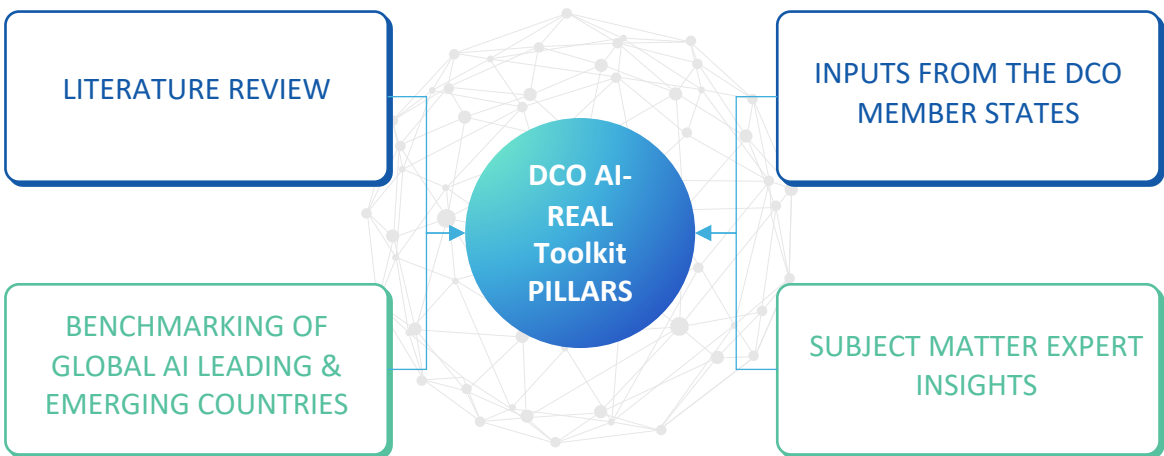 LITERATURE REVIEW
INPUTS FROM THE DCO
MEMBER STATES
DCO AI-
REAL
Toolkit
PILLARS
BENCHMARKING OF
GLOBAL AI LEADING &
EMERGING COUNTRIES
SUBJECT MATTER EXPERT
INSIGHTS